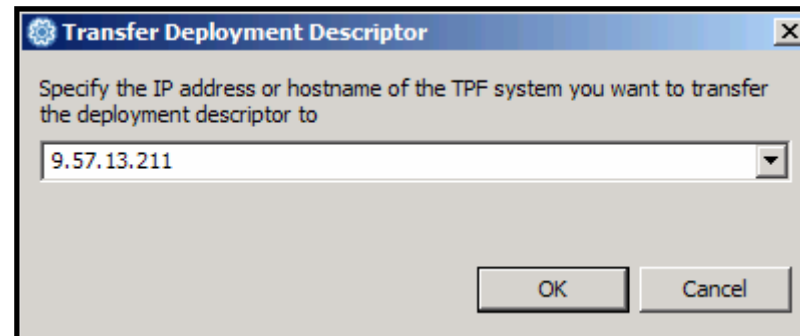 Transfer Deployment Descriptor
Specify the IP address or hostname of the TPF system you want to transfer
the deployment descriptor to
9.57.13.211
OK
Cancel